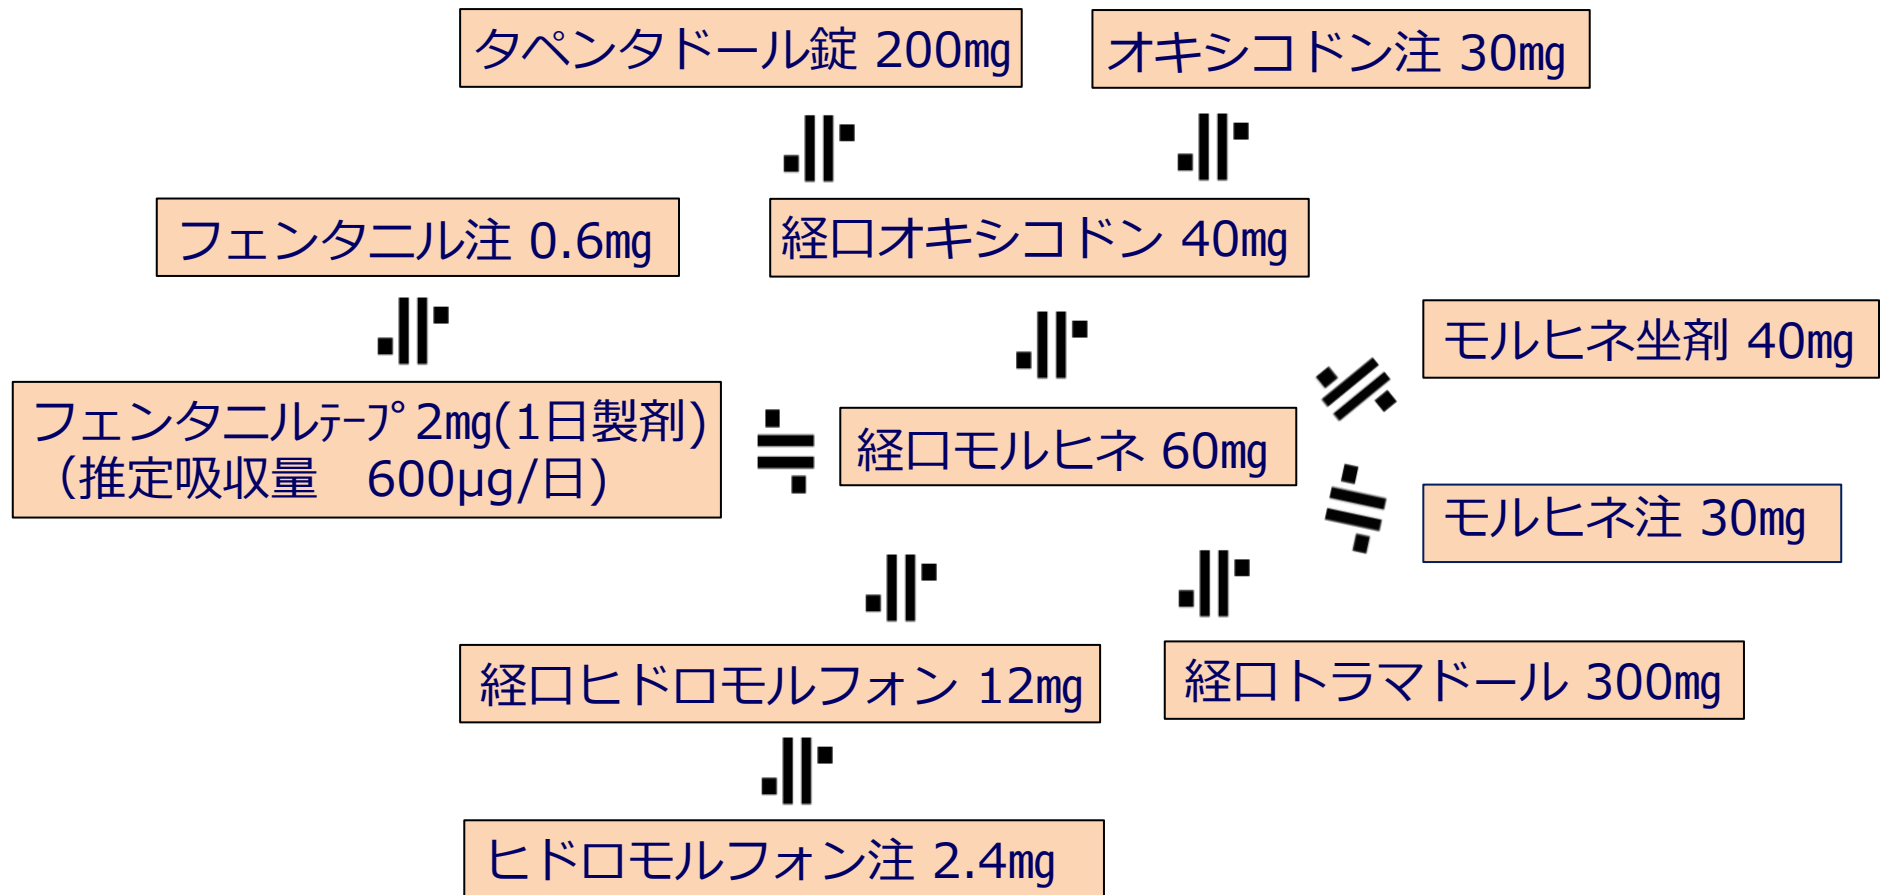 タペンタドール錠 200㎎
オキシコドン注 30㎎
フェンタニル注 0.6㎎
経口オキシコドン 40㎎
モルヒネ坐剤 40㎎
フェンタニルﾃｰﾌﾟ2㎎(1日製剤)
（推定吸収量　600μg/日)
≒
経口モルヒネ 60㎎
モルヒネ注 30㎎
経口ヒドロモルフォン 12㎎
経口トラマドール 300㎎
ヒドロモルフォン注 2.4㎎